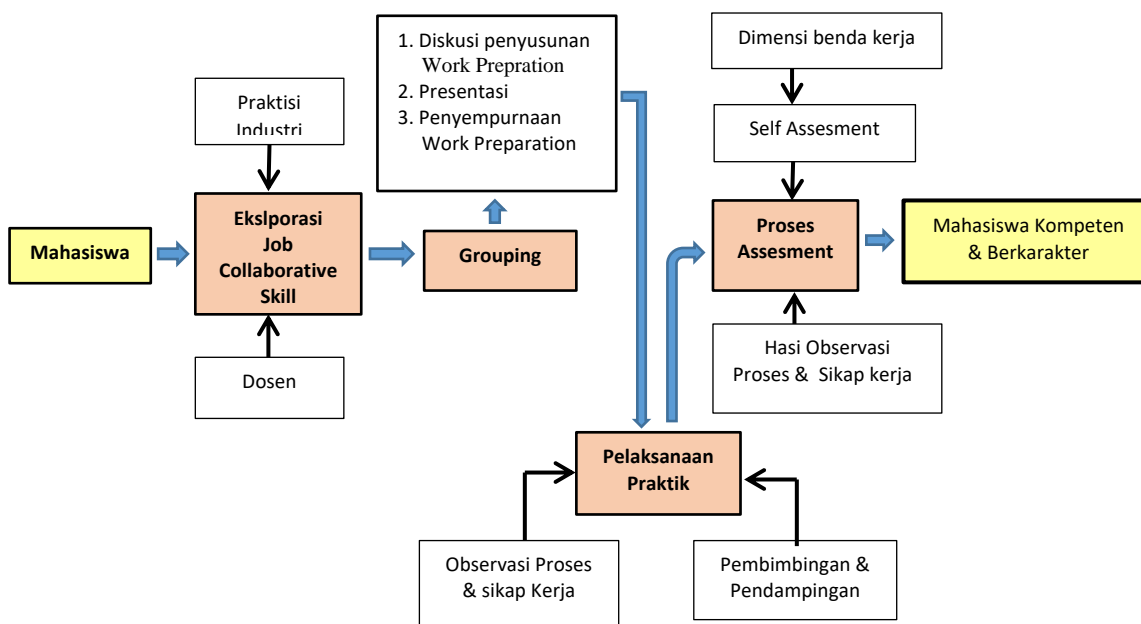 1. Diskusi penyusunan
Work Prepration
2. Presentasi
3. Penyempurnaan
Work Preparation
Dimensi benda kerja
Praktisi
Industri
Self Assesment
Mahasiswa
Ekslporasi
Job
Collaborative
Skill
Grouping
Proses
Assesment
Mahasiswa Kompeten
& Berkarakter
Dosen
Hasi Observasi
Proses & Sikap kerja
Pelaksanaan
Praktik
Observasi Proses
& sikap Kerja
Pembimbingan &
Pendampingan